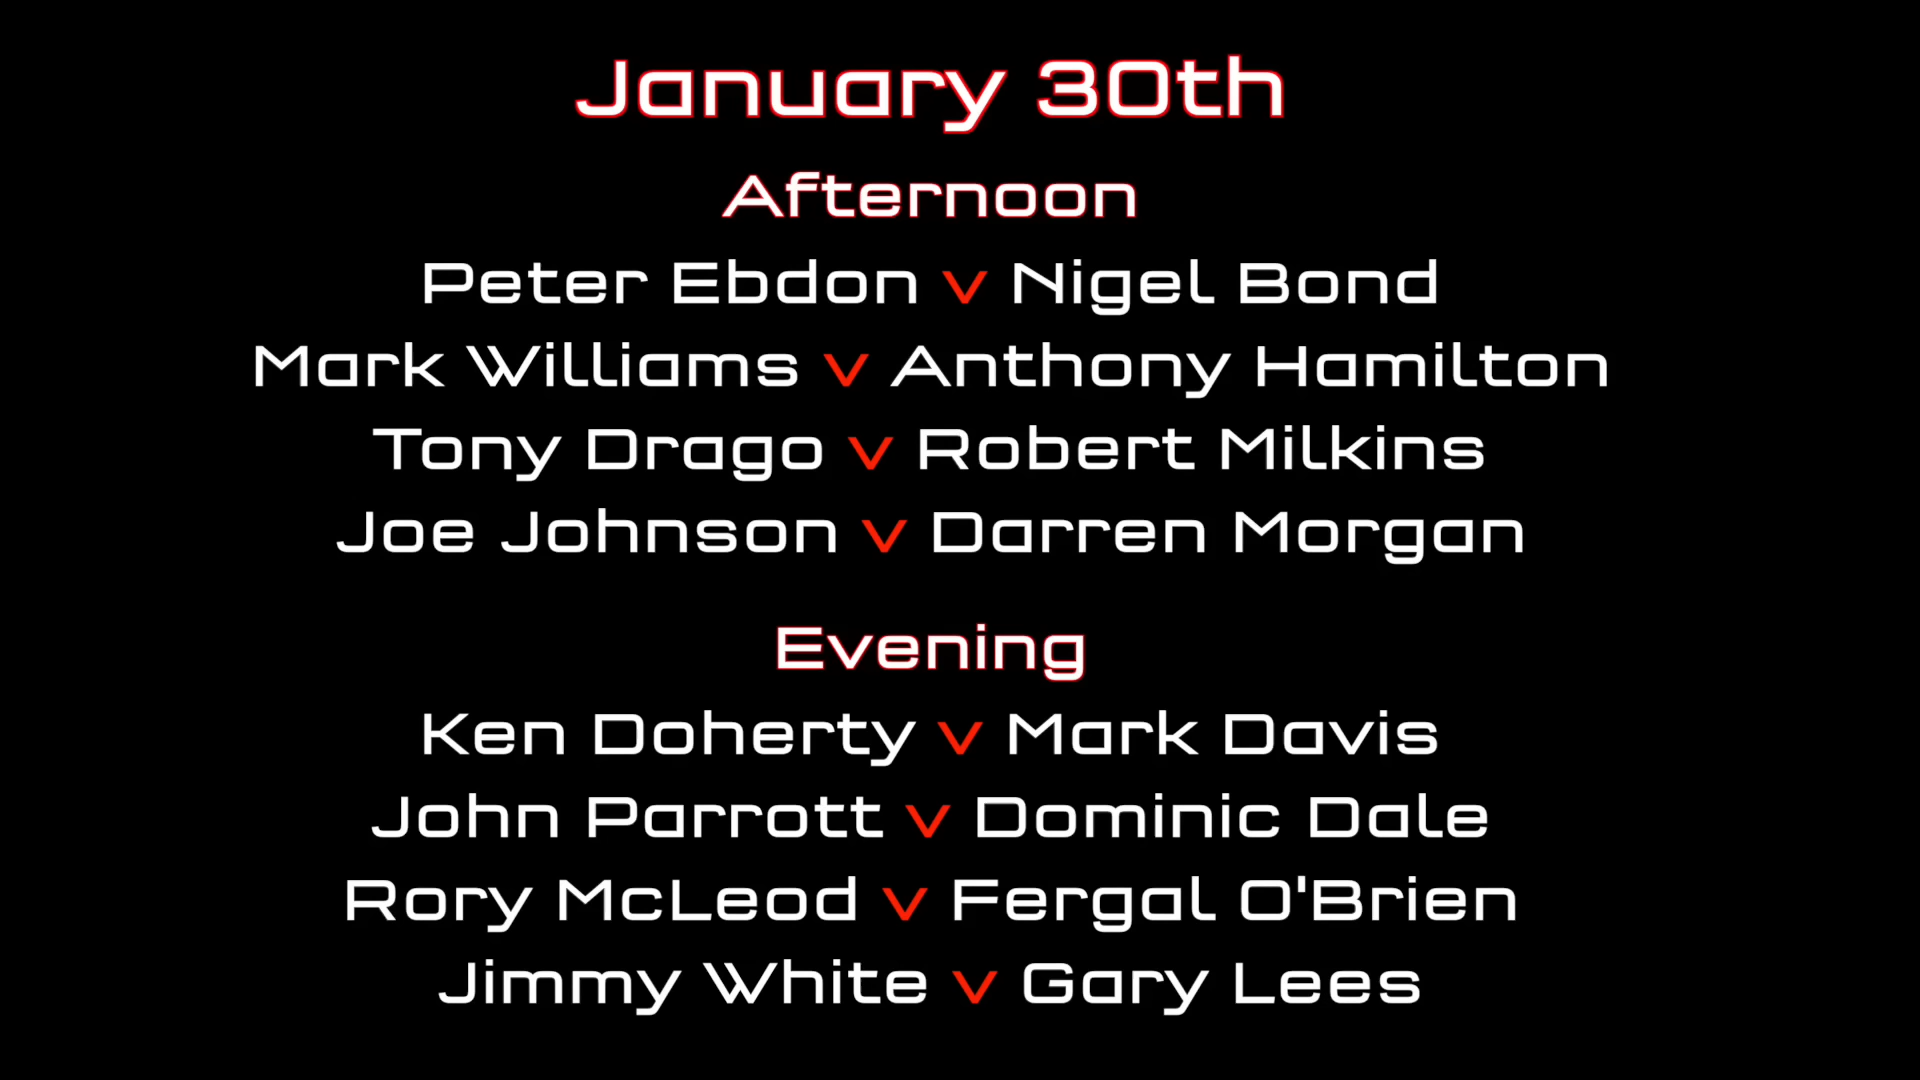 January 30th
Afternoon
Peter Ebdon v Nigel Bond
Mark Williams v Anthony Hamilton
Tony Drago v Robert Milkins
Joe Johnson v Darren Morgan
Evening
Ken Doherty v Mark Davis
John Parrott v Dominic Dale
Rory McLeod v Fergal O'Brien
Jimmy White v Gary Lees